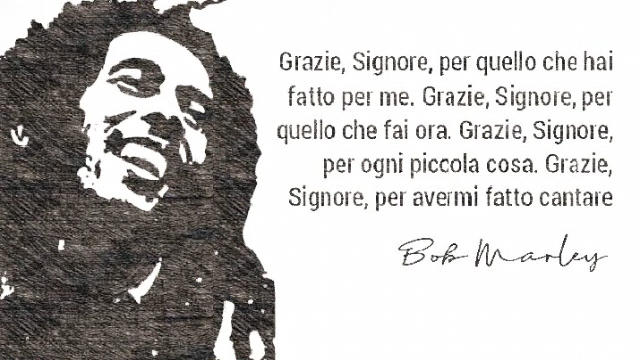 Grazie, Signore, per quello che hai
fatto per me. Grazie, Signore, per
quello che fai ora. Grazie, Signore,
per ogni piccola cosa. Grazie,
Signore, per avermi fatto cantare
Bob Marley